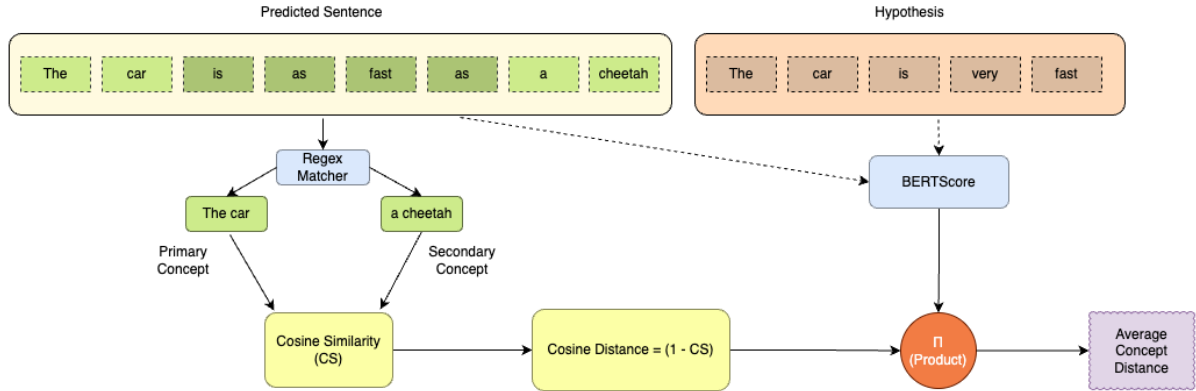 Predicted Sentence
Hypothesis
The car is as fast as a cheetah
The car is very fast
Regex
Matcher
BERTScore
The car
a cheetah
Primary
Concept
Secondary
Concept
Cosine Similarity
(CS)
Cosine Distance = (1 - CS)
Π
(Product)
Average
Concept
Distance